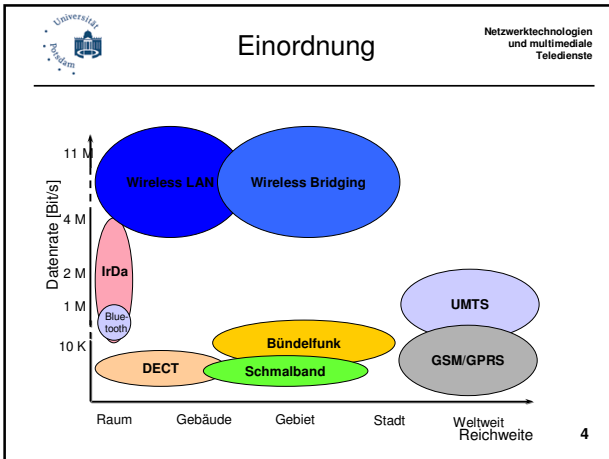 Universität
Potsdam
Einordnung
Netzwerktechnologien
und multimediale
Teledienste
Datenrate [Bit/s]
11 M
4 M
2 M
1 M
10 K
Wireless LAN
Wireless Bridging
IrDa
Blue-
tooth
UMTS
Bündelfunk
GSM/GPRS
DECT
Schmalband
Raum
Gebäude
Gebiet
Stadt
Weltweit
Reichweite
4